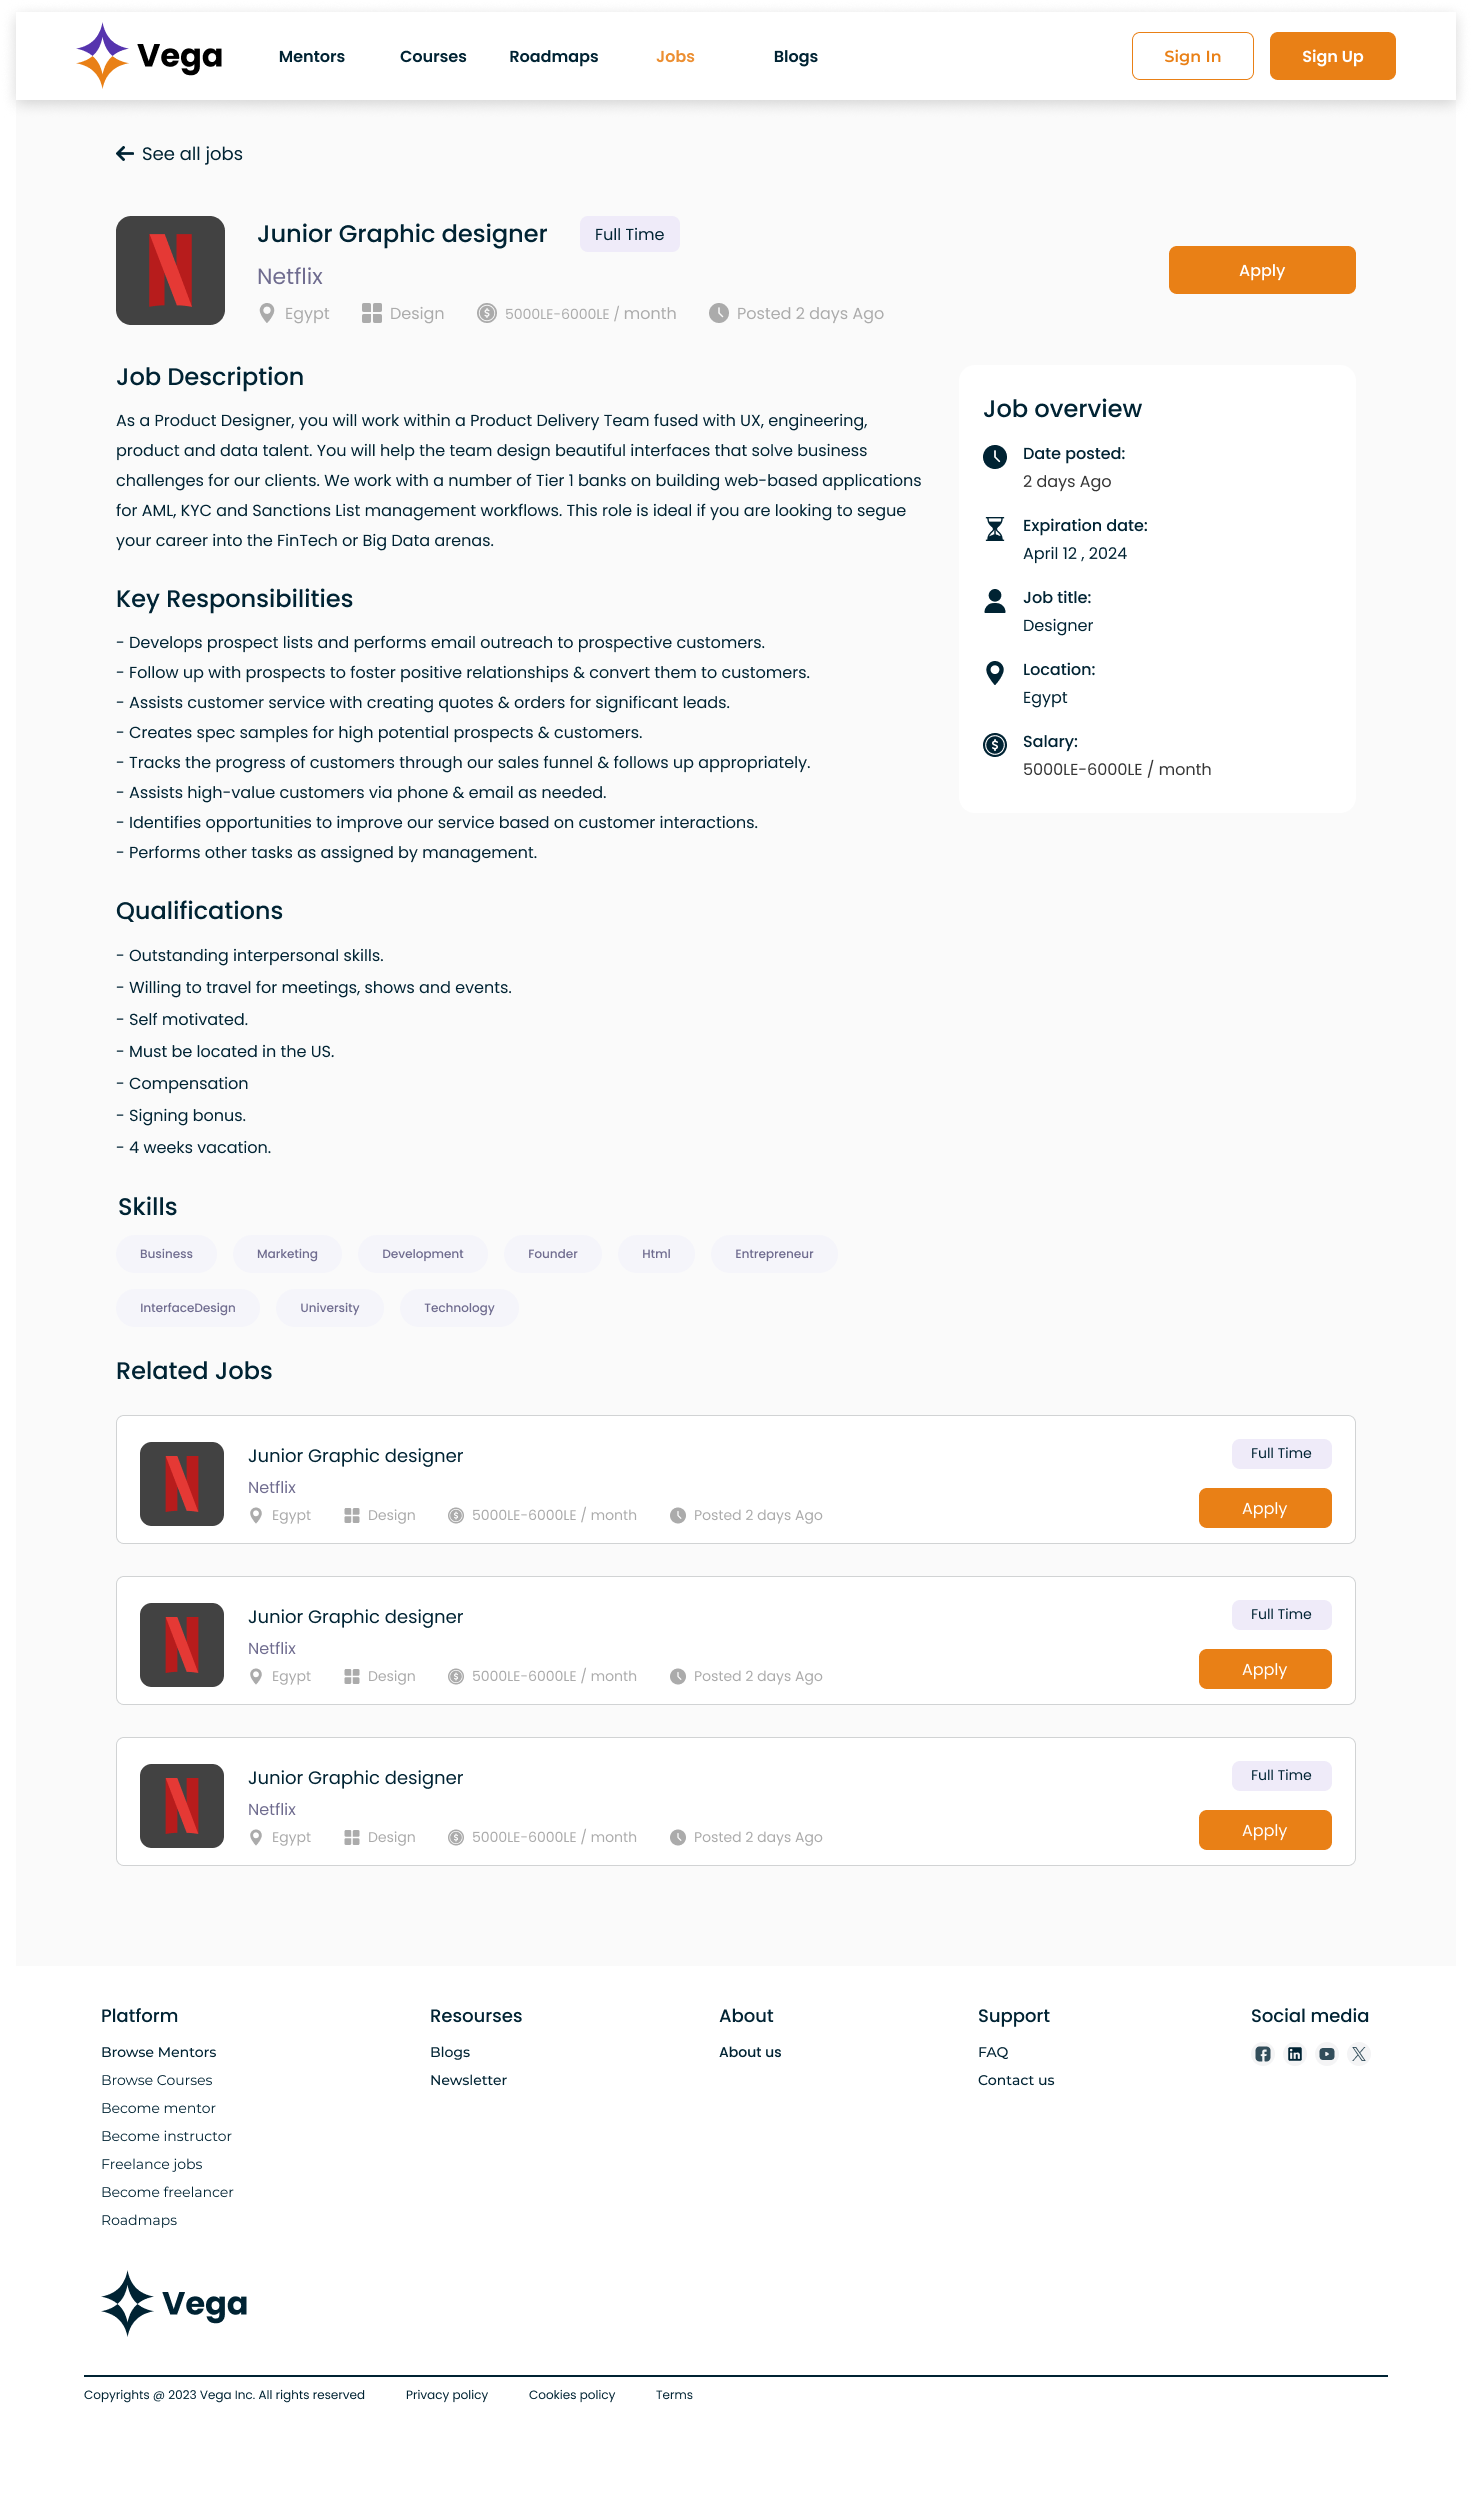 Vega
Mentors
Courses
Roadmaps
Jobs
Blogs
Sign In
Sign Up
See all jobs
Junior Graphic designer
Full Time
Netflix
Egypt
Design
5000LE-6000LE / month
Posted 2 days Ago
Apply
Job Description
As a Product Designer, you will work within a Product Delivery Team fused with UX, engineering,
product and data talent. You will help the team design beautiful interfaces that solve business
challenges for our clients. We work with a number of Tier 1 banks on building web-based applications
for AML, KYC and Sanctions List management workflows. This role is ideal if you are looking to segue
your career into the FinTech or Big Data arenas.
Key Responsibilities
- Develops prospect lists and performs email outreach to prospective customers.
- Follow up with prospects to foster positive relationships & convert them to customers.
- Assists customer service with creating quotes & orders for significant leads.
- Creates spec samples for high potential prospects & customers.
- Tracks the progress of customers through our sales funnel & follows up appropriately.
- Assists high-value customers via phone & email as needed.
- Identifies opportunities to improve our service based on customer interactions.
- Performs other tasks as assigned by management.
Qualifications
- Outstanding interpersonal skills.
- Willing to travel for meetings, shows and events.
- Self motivated.
- Must be located in the US.
- Compensation
- Signing bonus.
- 4 weeks vacation.
Job overview
Date posted:
2 days Ago
Expiration date:
April 12 , 2024
Job title:
Designer
Location:
Egypt
Salary:
5000LE-6000LE / month
Skills
Business
Marketing
Development
Founder
Html
Entrepreneur
InterfaceDesign
University
Technology
Related Jobs
Junior Graphic designer
Netflix
Egypt
Design
5000LE-6000LE / month
Posted 2 days Ago
Full Time
Apply
Junior Graphic designer
Netflix
Egypt
Design
5000LE-6000LE / month
Posted 2 days Ago
Full Time
Apply
Junior Graphic designer
Netflix
Egypt
Design
5000LE-6000LE / month
Posted 2 days Ago
Full Time
Apply
Platform
Browse Mentors
Browse Courses
Become mentor
Become instructor
Freelance jobs
Become freelancer
Roadmaps
Resourses
Blogs
Newsletter
About
About us
Support
FAQ
Contact us
Social media
Vega
Copyrights @ 2023 Vega Inc. All rights reserved
Privacy policy
Cookies policy
Terms